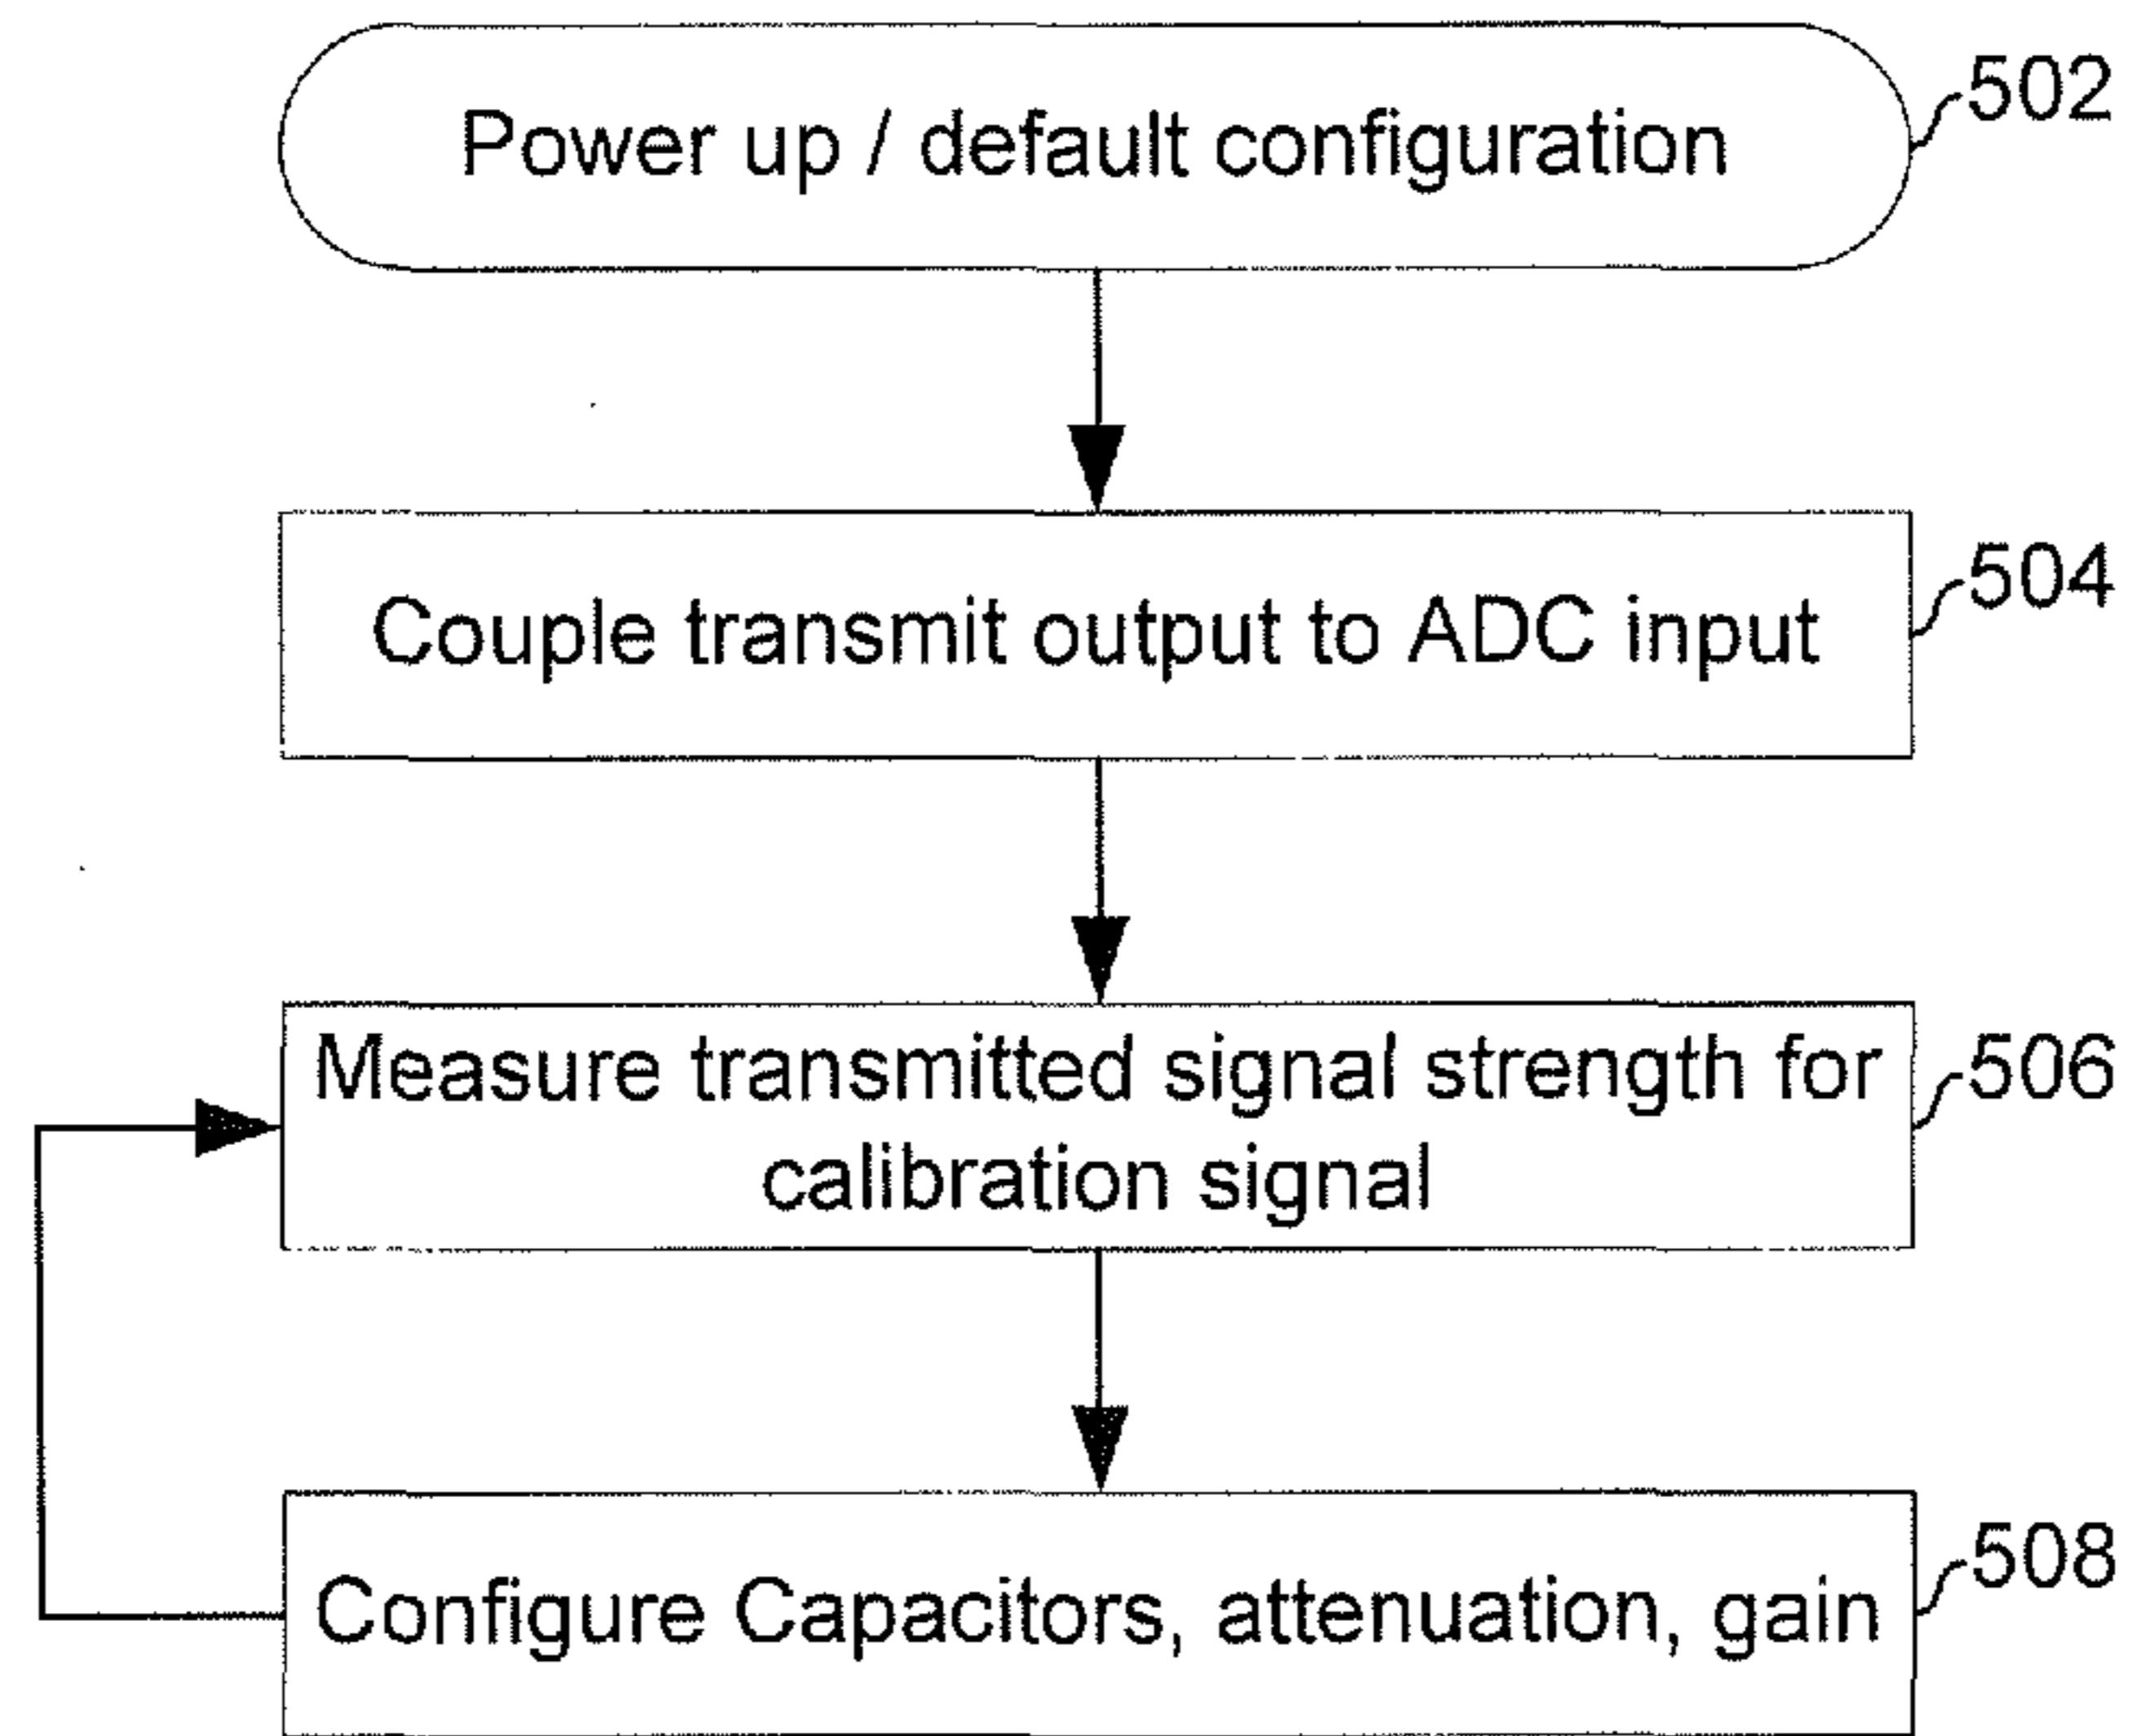 Power up / default configuration
502
Couple transmit output to ADC input
504
Measure transmitted signal strength for
calibration signal
506
Configure Capacitors, attenuation, gain
508